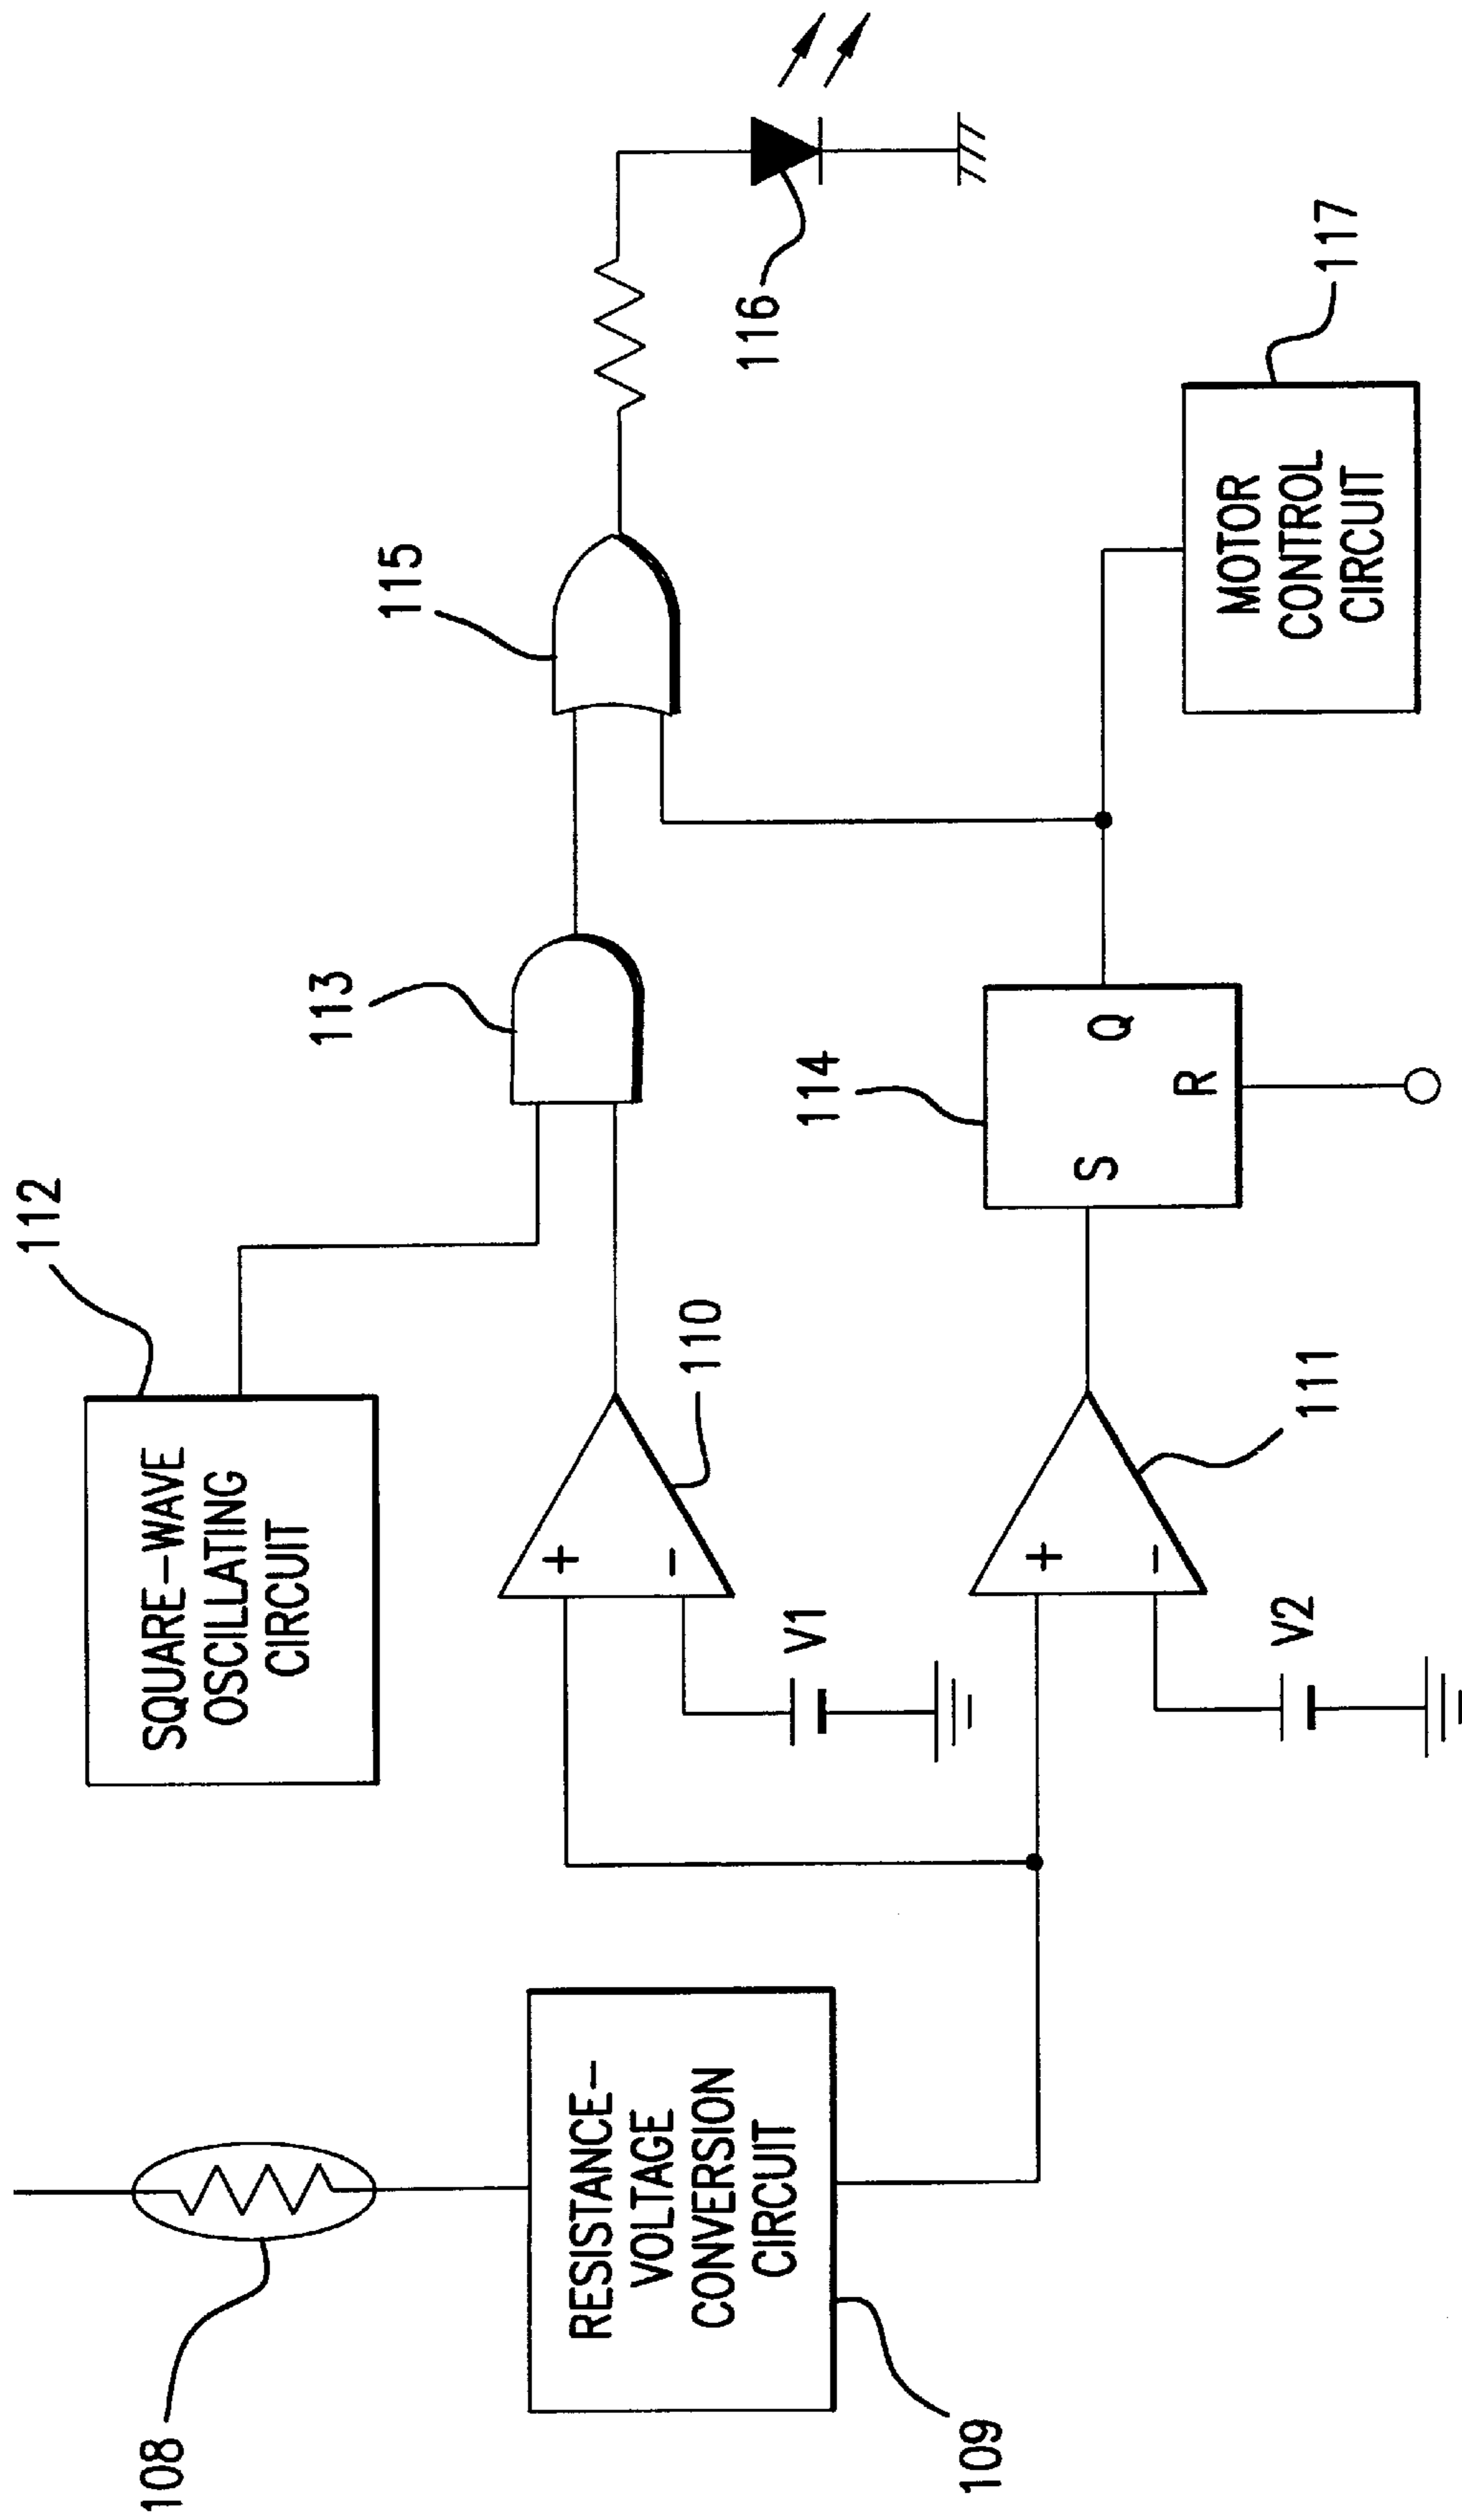 112
SQUARE-WAVE
OSCILLATING
CIRCUIT
108
RESISTANCE-
VOLTAGE
CONVERSION
CIRCUIT
109
+
-
110
V1
+
-
111
V2
113
114
S
Q
R
115
116
MOTOR
CONTROL
CIRCUIT
117